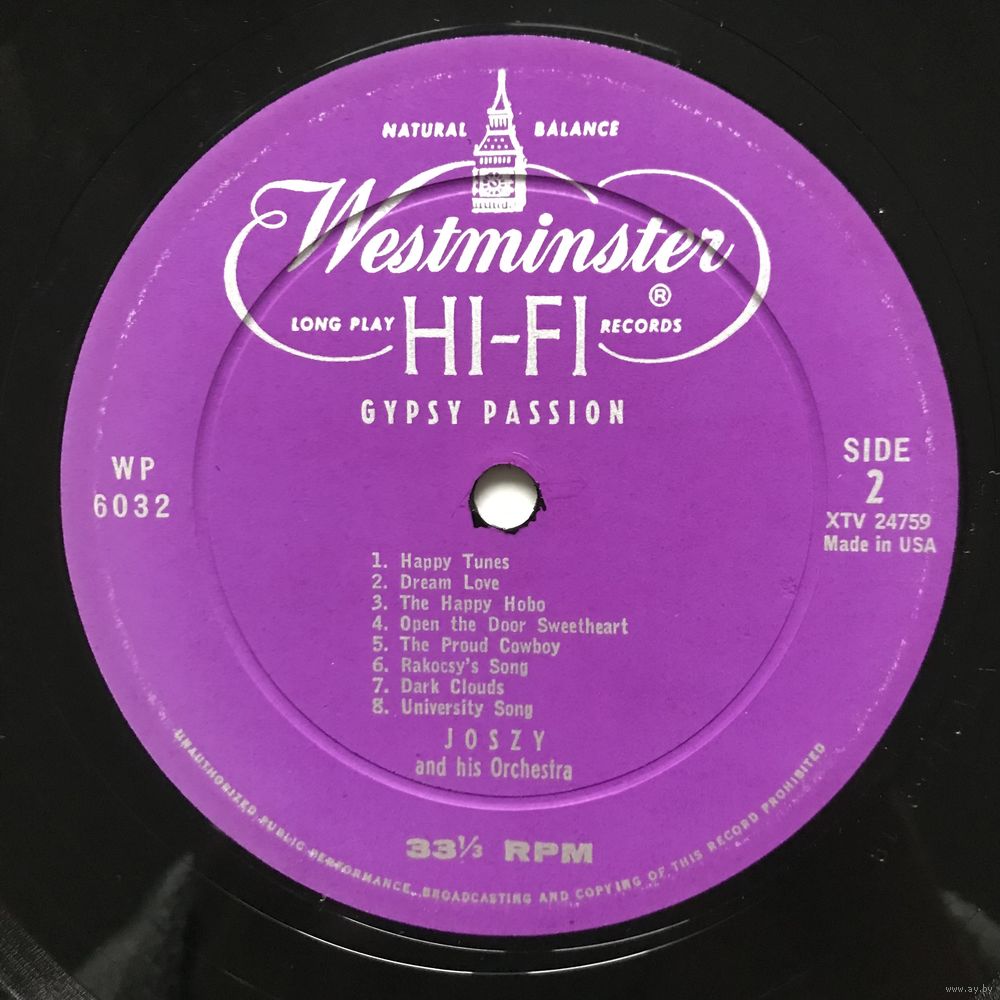 NATURAL BALANCE
Westminster
®
LONG PLAY HI-FI RECORDS
GYPSY PASSION
WP
6032
SIDE
2
XTV 24759
Made in USA
1. Happy Tunes
2. Dream Love
3. The Happy Hobo
4. Open the Door Sweetheart
5. The Proud Cowboy
6. Rakocsy's Song
7. Dark Clouds
8. University Song
JOSZY
and his Orchestra
33⅓ RPM
UNAUTHORIZED PUBLIC PERFORMANCE, BROADCASTING AND COPYING OF THIS RECORD PROHIBITED
www.ay.by